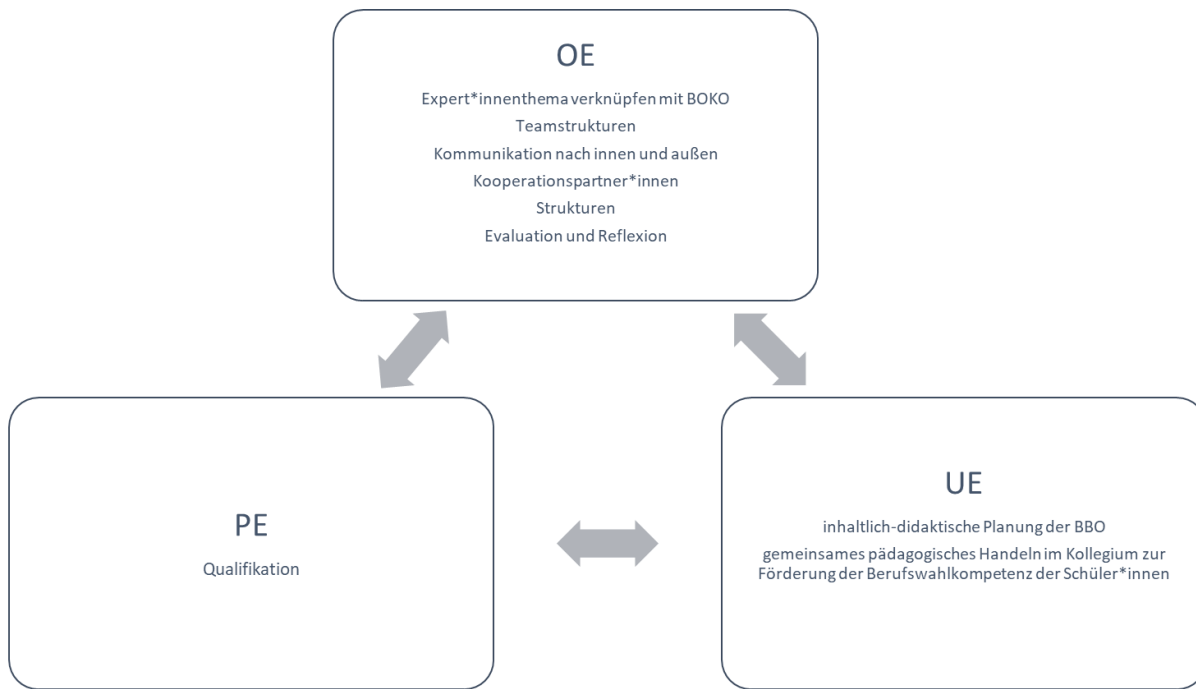 OE
Expert*innenthema verknüpfen mit BOKO
Teamstrukturen
Kommunikation nach innen und außen
Kooperationspartner*innen
Strukturen
Evaluation und Reflexion
PE
Qualifikation
UE
inhaltlich-didaktische Planung der BBO
gemeinsames pädagogisches Handeln im Kollegium zur
Förderung der Berufswahlkompetenz der Schüler*innen